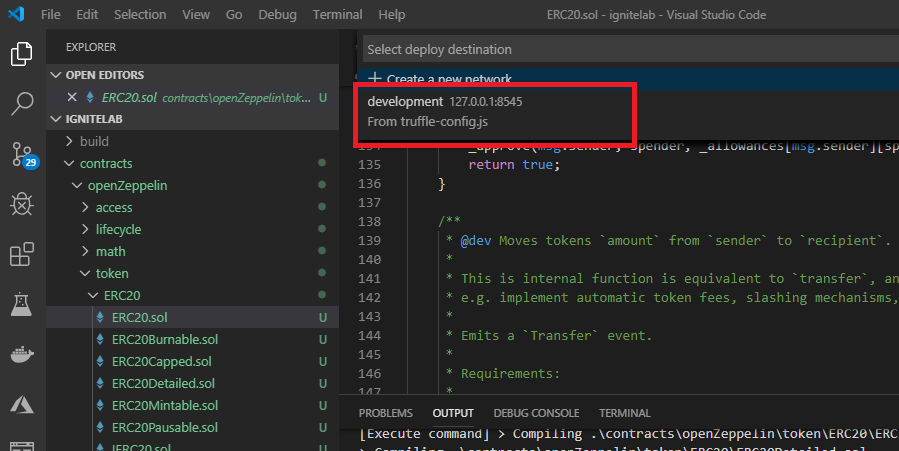 File Edit Selection View Go Debug Terminal Help ERC20.sol - ignitelab - Visual Studio Code
EXPLORER
Select deploy destination
OPEN EDITORS
+ Create a new network
ERC20.sol contracts\openZeppelin\tok... U
development 127.0.0.1:8545
IGNITELAB
From truffle-config.js
build
134 _approve(msg.sender, spender, _allowances[msg.sender][sp
29
contracts
135 return true;
openZeppelin
136 }
access
137
lifecycle
138 /**
math
139 * @dev Moves tokens `amount` from `sender` to `recipient`.
140 *
token
141 * This is internal function is equivalent to `transfer`, an
ERC20
142 * e.g. implement automatic token fees, slashing mechanisms,
ERC20.sol U
143 *
ERC20Burnable.sol U
144 * Emits a `Transfer` event.
ERC20Capped.sol U
145 *
ERC20Detailed.sol U
146 * Requirements:
147 *
ERC20Mintable.sol U
PROBLEMS OUTPUT DEBUG CONSOLE TERMINAL
ERC20Pausable.sol U
[Execute command] > Compiling .\contracts\openZeppelin\token\ERC20\ERC
IERC20.sol U
> Compiling .\contracts\openZeppelin\token\ERC20\ERC20Detailed.sol